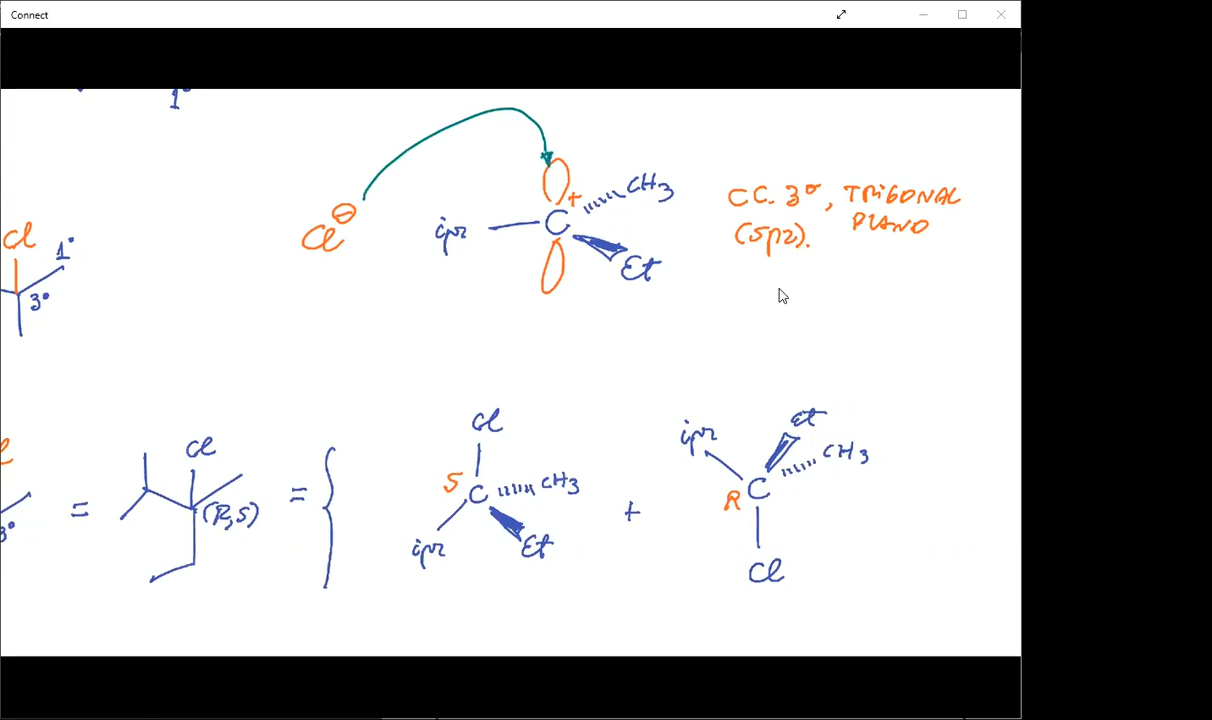 Connect
1°
Cl
1°
3°
Cl ⊖
ipr
C
+
CH3
Et
CC. 3°, TRIGONAL
PLANO
(sp2).
3°
=
Cl
(R,S)
= {
Cl
S
C
CH3
ipr
Et
+
ipr
Et
CH3
R
C
Cl